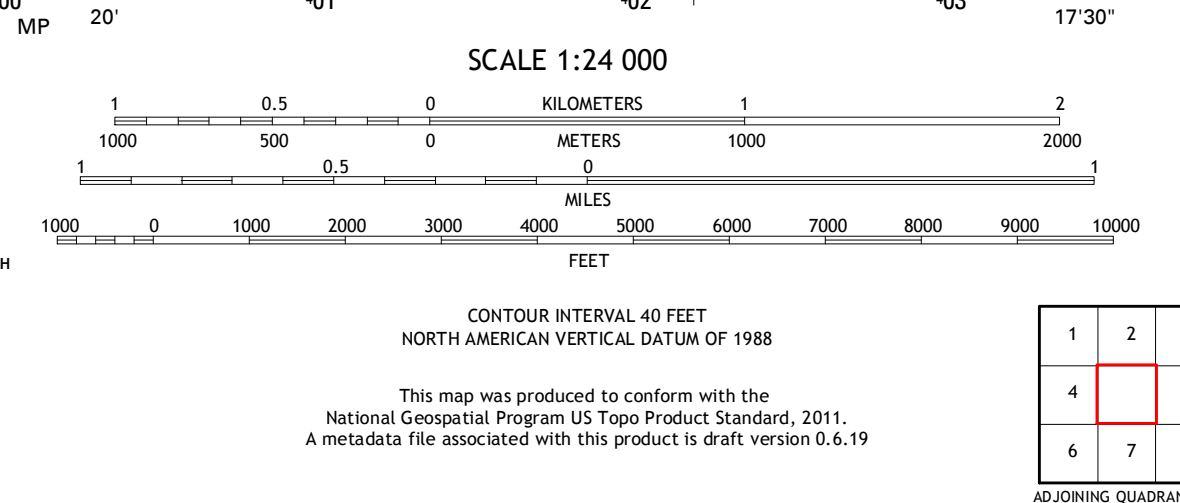 MP 20' 17'30"
SCALE 1:24 000
1 0.5 0 KILOMETERS 1 2
1000 500 0 METERS 1000 2000
1 0.5 0 1
MILES
1000 0 1000 2000 3000 4000 5000 6000 7000 8000 9000 10000
FEET
H
CONTOUR INTERVAL 40 FEET
NORTH AMERICAN VERTICAL DATUM OF 1988
This map was produced to conform with the
National Geospatial Program US Topo Product Standard, 2011.
A metadata file associated with this product is draft version 0.6.19
1 2
4
6 7
ADJOINING QUADRAN